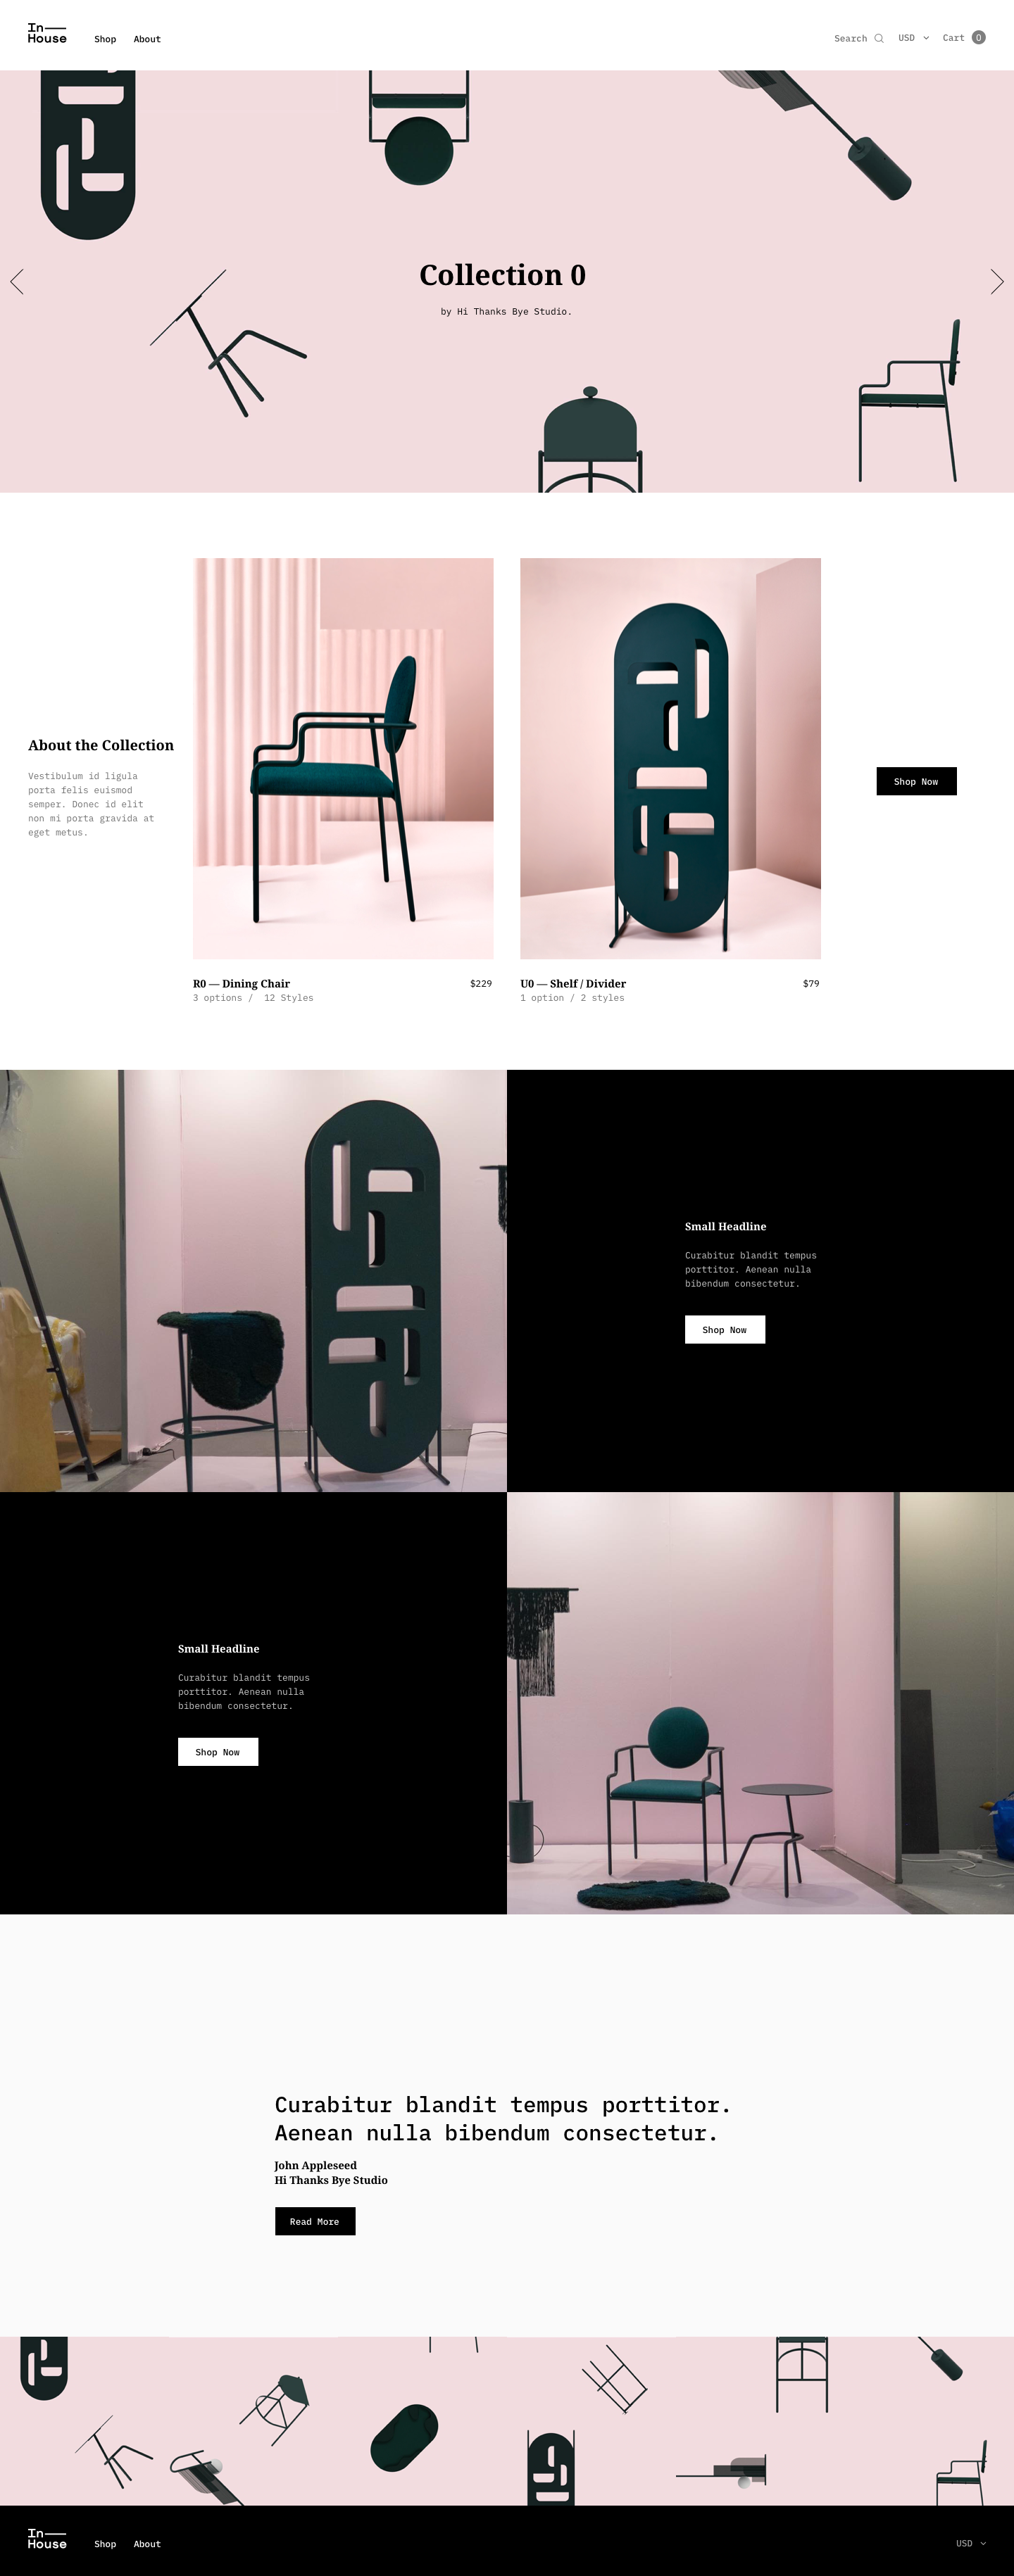 In
House
Shop
About
Search
USD
Cart 0
Collection 0
by Hi Thanks Bye Studio.
About the Collection
Vestibulum id ligula
porta felis euismod
semper. Donec id elit
non mi porta gravida at
eget metus.
Shop Now
R0 — Dining Chair
$229
3 options /  12 Styles
U0 — Shelf / Divider
$79
1 option / 2 styles
Small Headline
Curabitur blandit tempus
porttitor. Aenean nulla
bibendum consectetur.
Shop Now
Small Headline
Curabitur blandit tempus
porttitor. Aenean nulla
bibendum consectetur.
Shop Now
Curabitur blandit tempus porttitor.
Aenean nulla bibendum consectetur.
John Appleseed
Hi Thanks Bye Studio
Read More
In
House
Shop
About
USD